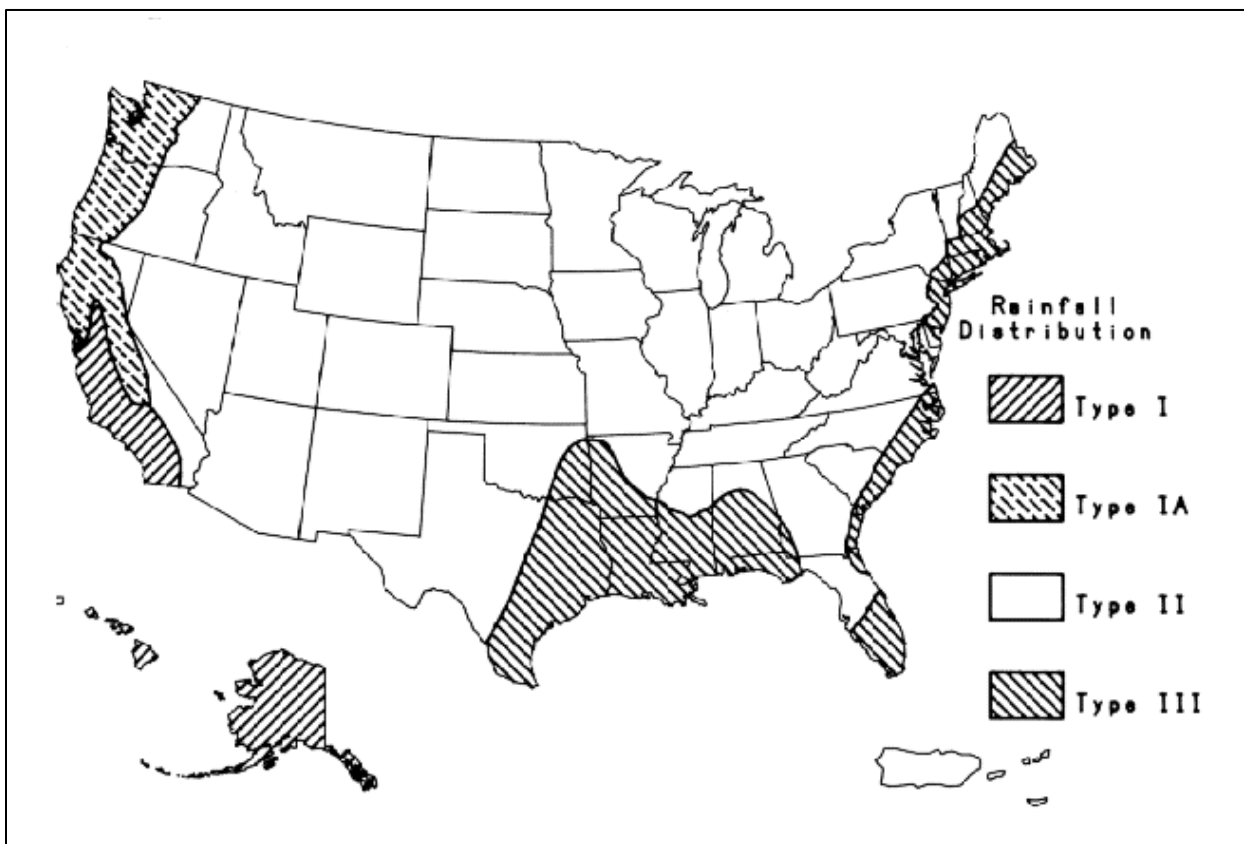 Rainfall
Distribution
Type I
Type IA
Type II
Type III